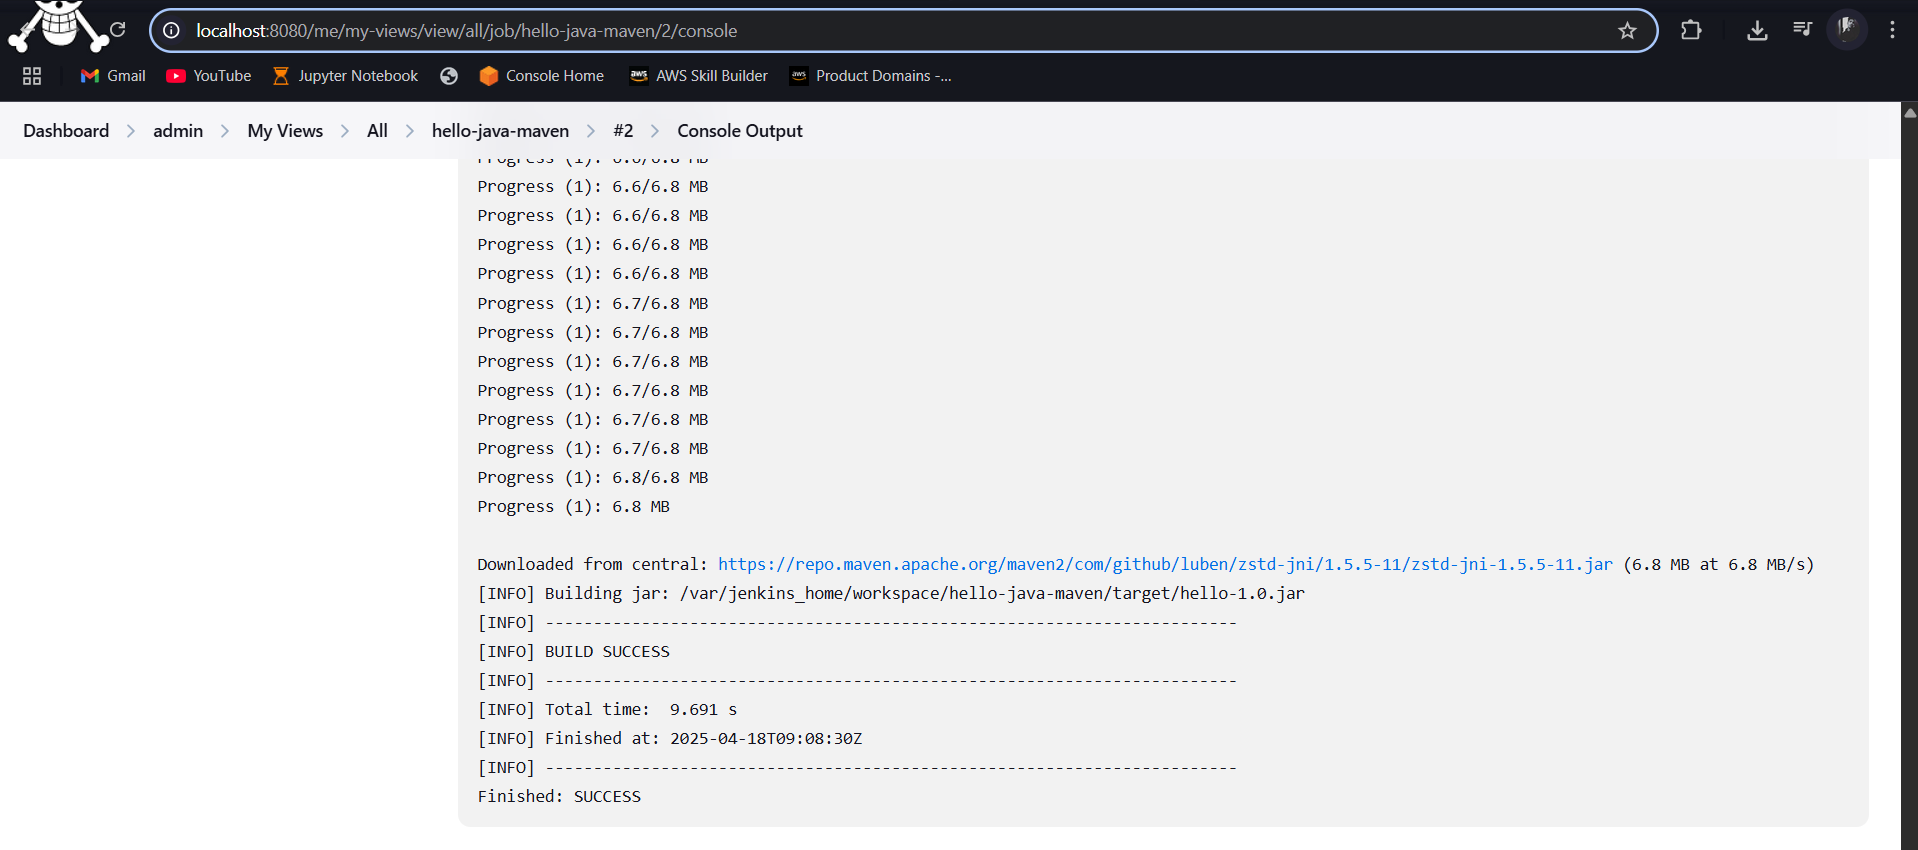 localhost:8080/me/my-views/view/all/job/hello-java-maven/2/console
Gmail YouTube Jupyter Notebook Console Home aws AWS Skill Builder aws Product Domains -...
Dashboard admin My Views All hello-java-maven #2 Console Output
Progress (1): 6.6/6.8 MB
Progress (1): 6.6/6.8 MB
Progress (1): 6.6/6.8 MB
Progress (1): 6.6/6.8 MB
Progress (1): 6.6/6.8 MB
Progress (1): 6.7/6.8 MB
Progress (1): 6.7/6.8 MB
Progress (1): 6.7/6.8 MB
Progress (1): 6.7/6.8 MB
Progress (1): 6.7/6.8 MB
Progress (1): 6.7/6.8 MB
Progress (1): 6.8/6.8 MB
Progress (1): 6.8 MB
Downloaded from central: https://repo.maven.apache.org/maven2/com/github/luben/zstd-jni/1.5.5-11/zstd-jni-1.5.5-11.jar (6.8 MB at 6.8 MB/s)
[INFO] Building jar: /var/jenkins_home/workspace/hello-java-maven/target/hello-1.0.jar
[INFO] ------------------------------------------------------------------------
[INFO] BUILD SUCCESS
[INFO] ------------------------------------------------------------------------
[INFO] Total time:  9.691 s
[INFO] Finished at: 2025-04-18T09:08:30Z
[INFO] ------------------------------------------------------------------------
Finished: SUCCESS